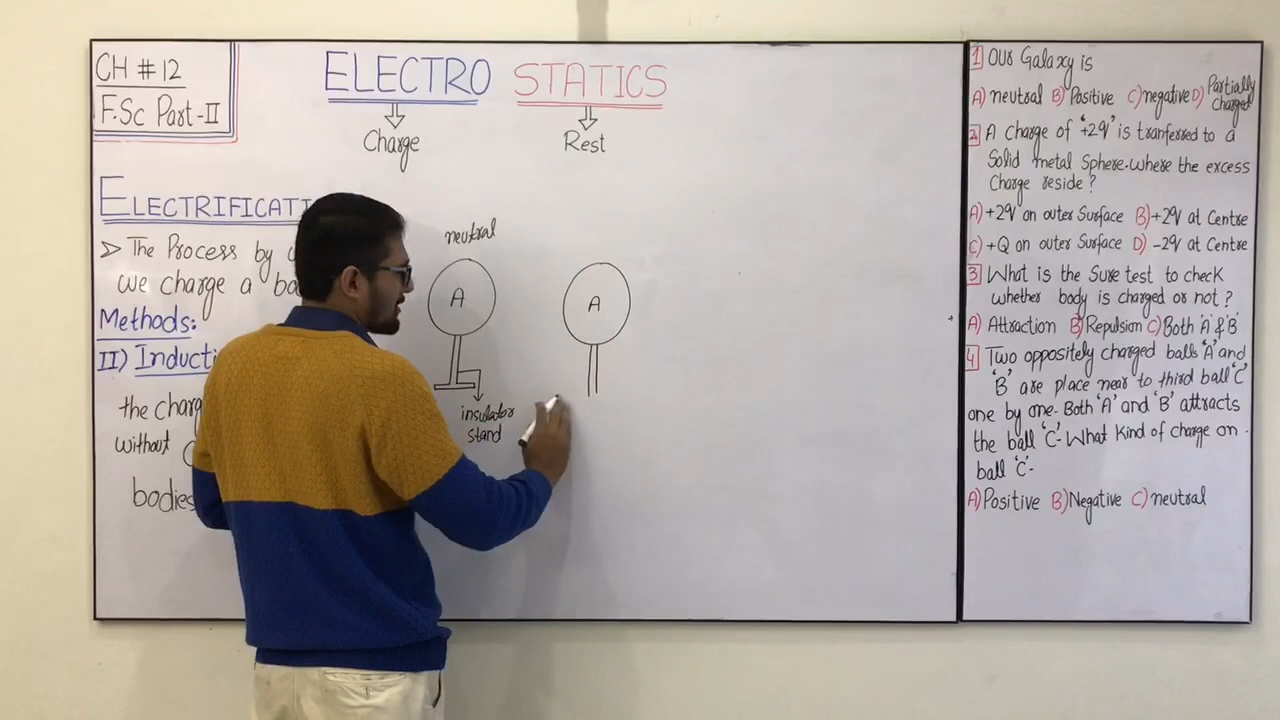 CH # 12
F.Sc Part-II
ELECTRO STATICS
Charge
Rest
ELECTRIFICATI
➢ The Process by
we charge a
Methods:
II) Inducti
the charg
without
bodies
neutral
A
A
insulator
stand
1 Our Galaxy is
A) neutral B) Positive C) negative D) Partially charged
2 A charge of '+2q' is tranferred to a
Solid metal Sphere. Where the excess
Charge reside?
A) +2q on outer Surface B) +2q at Centre
C) +Q on outer Surface D) -2q at Centre
3 What is the Sure test to check
whether body is charged or not?
A) Attraction B) Repulsion C) Both 'A' & 'B'
4 Two oppositely charged balls 'A' and
'B' are place near to third ball 'C'
one by one. Both 'A' and 'B' attracts
the ball 'C'- What Kind of charge on
ball 'C'-
A) Positive B) Negative C) neutral